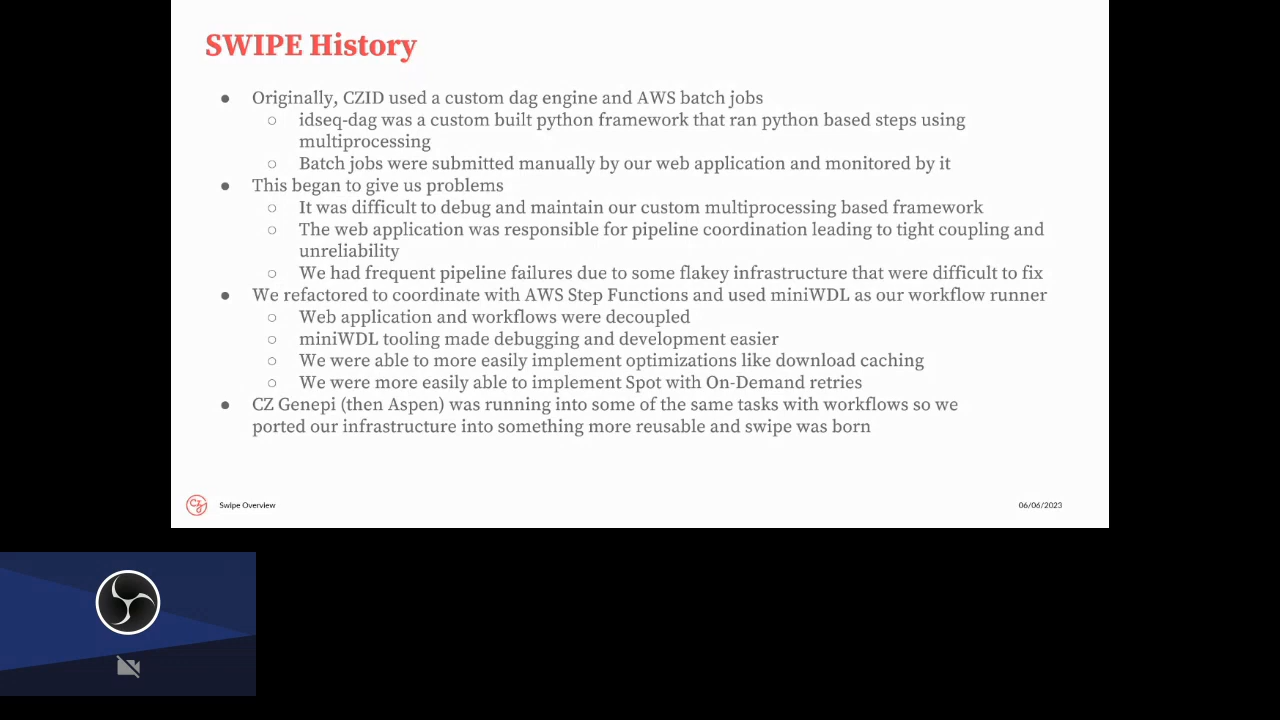 SWIPE History
● Originally, CZID used a custom dag engine and AWS batch jobs
○ idseq-dag was a custom built python framework that ran python based steps using
multiprocessing
○ Batch jobs were submitted manually by our web application and monitored by it
● This began to give us problems
○ It was difficult to debug and maintain our custom multiprocessing based framework
○ The web application was responsible for pipeline coordination leading to tight coupling and
unreliability
○ We had frequent pipeline failures due to some flakey infrastructure that were difficult to fix
● We refactored to coordinate with AWS Step Functions and used miniWDL as our workflow runner
○ Web application and workflows were decoupled
○ miniWDL tooling made debugging and development easier
○ We were able to more easily implement optimizations like download caching
○ We were more easily able to implement Spot with On-Demand retries
● CZ Genepi (then Aspen) was running into some of the same tasks with workflows so we
ported our infrastructure into something more reusable and swipe was born
CZ
Swipe Overview
06/06/2023